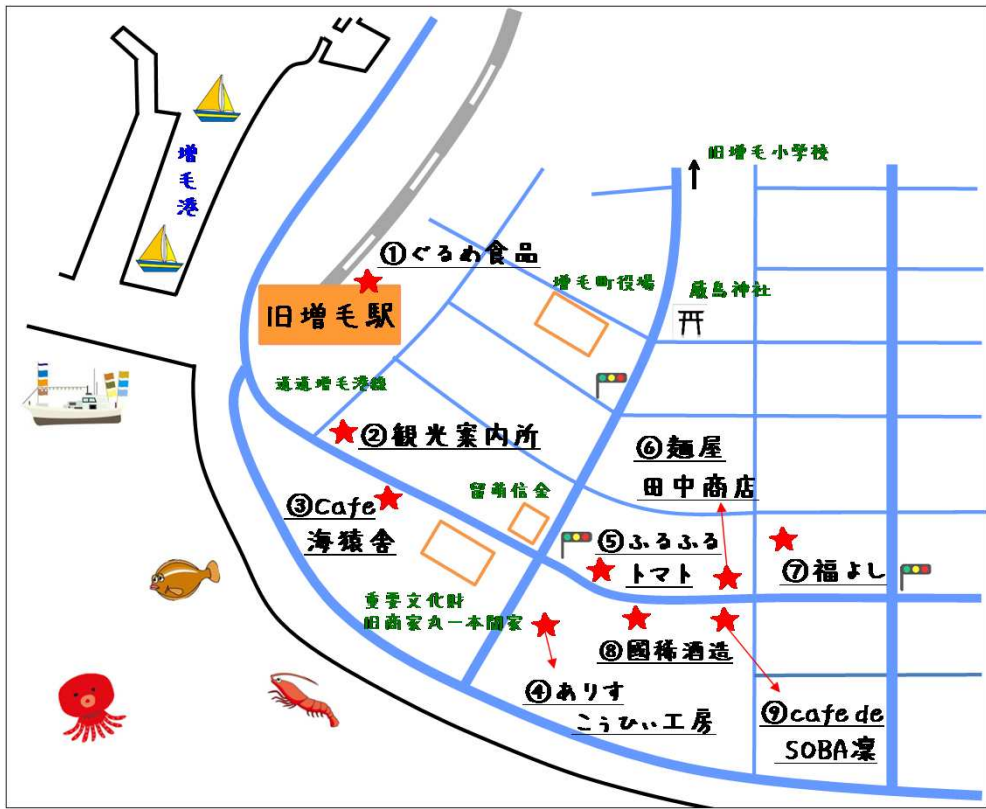 旧増毛小学校
増毛港
①ぐるめ食品
増毛町役場
厳島神社
旧増毛駅
道道増毛港線
②観光案内所
⑥麺屋
田中商店
留萌信金
③Cafe
海猿舎
⑤ふるふる
トマト
⑦福よし
重要文化財
旧商家丸一本間家
⑧國稀酒造
④ありす
こうひぃ工房
⑨cafe de
SOBA凜